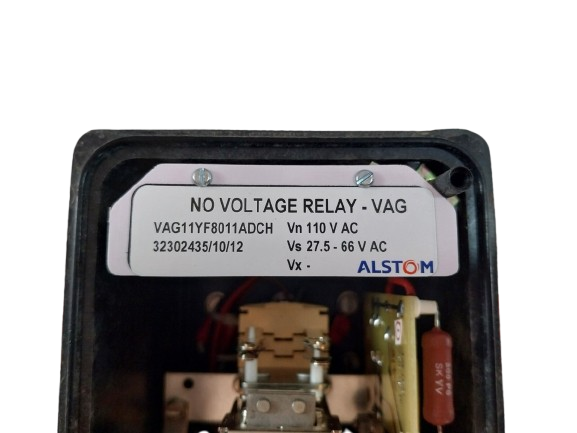 NO VOLTAGE RELAY - VAG
VAG11YF8011ADCH Vn 110 V AC
32302435/10/12 Vs 27.5 - 66 V AC
Vx -
ALSTOM